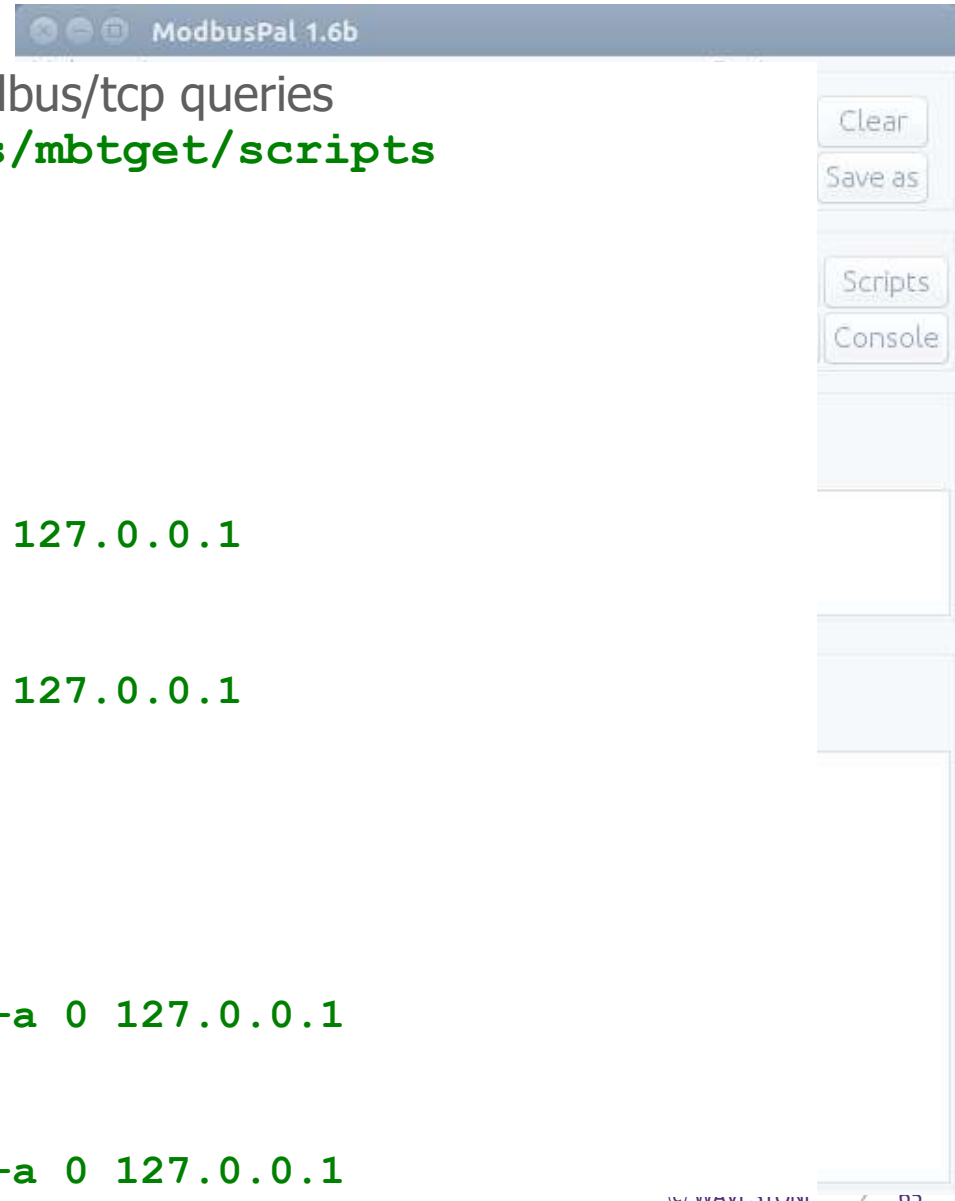 ModbusPal 1.6b
lbus/tcp queries
s/mbtget/scripts
Clear
Save as
Scripts
Console
127.0.0.1
127.0.0.1
-a 0 127.0.0.1
-a 0 127.0.0.1